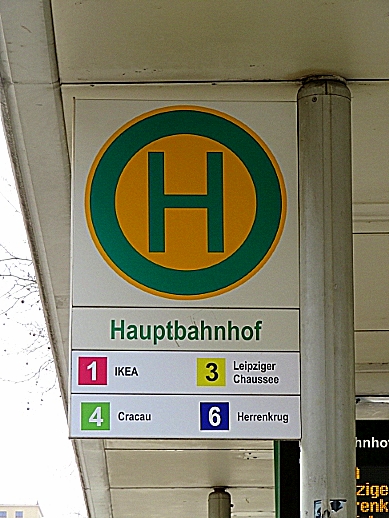 H
Hauptbahnhof
1 IKEA
3 Leipziger
Chaussee
4 Cracau
6 Herrenkrug